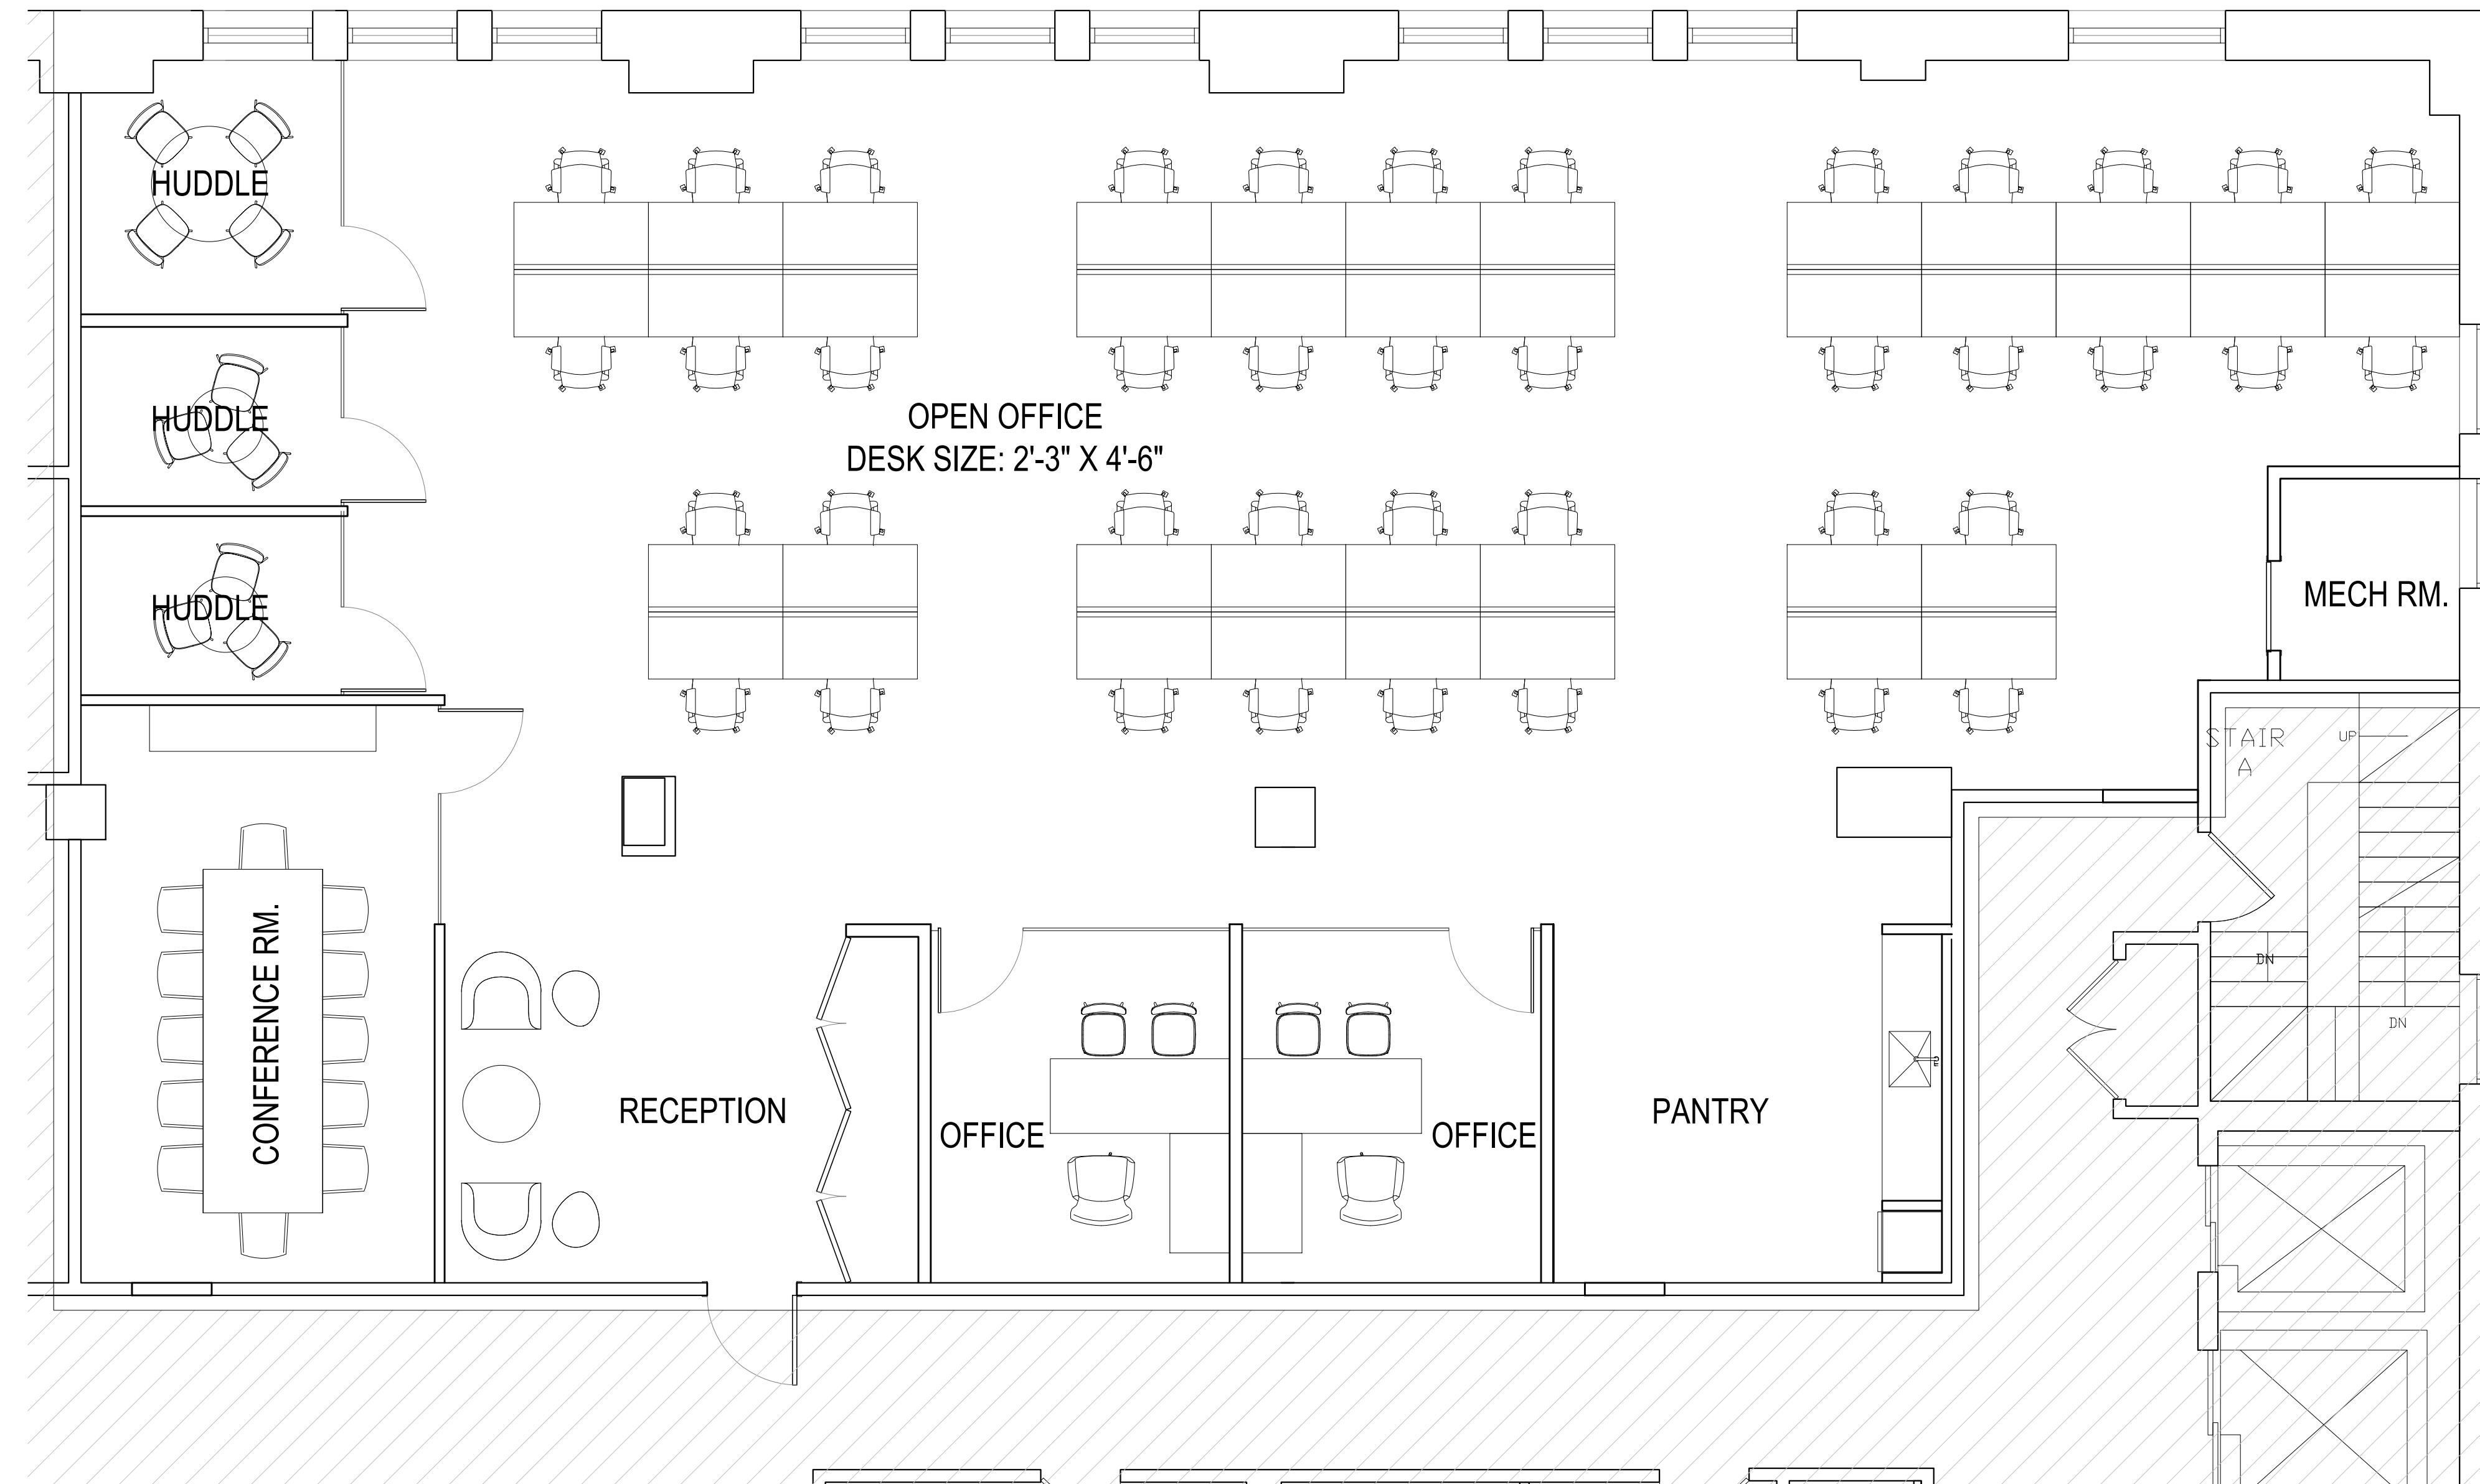 HUDDLE
HUDDLE
HUDDLE
OPEN OFFICE
DESK SIZE: 2'-3" X 4'-6"
MECH RM.
STAIR
A
UP
DN
DN
CONFERENCE RM.
RECEPTION
OFFICE
OFFICE
PANTRY